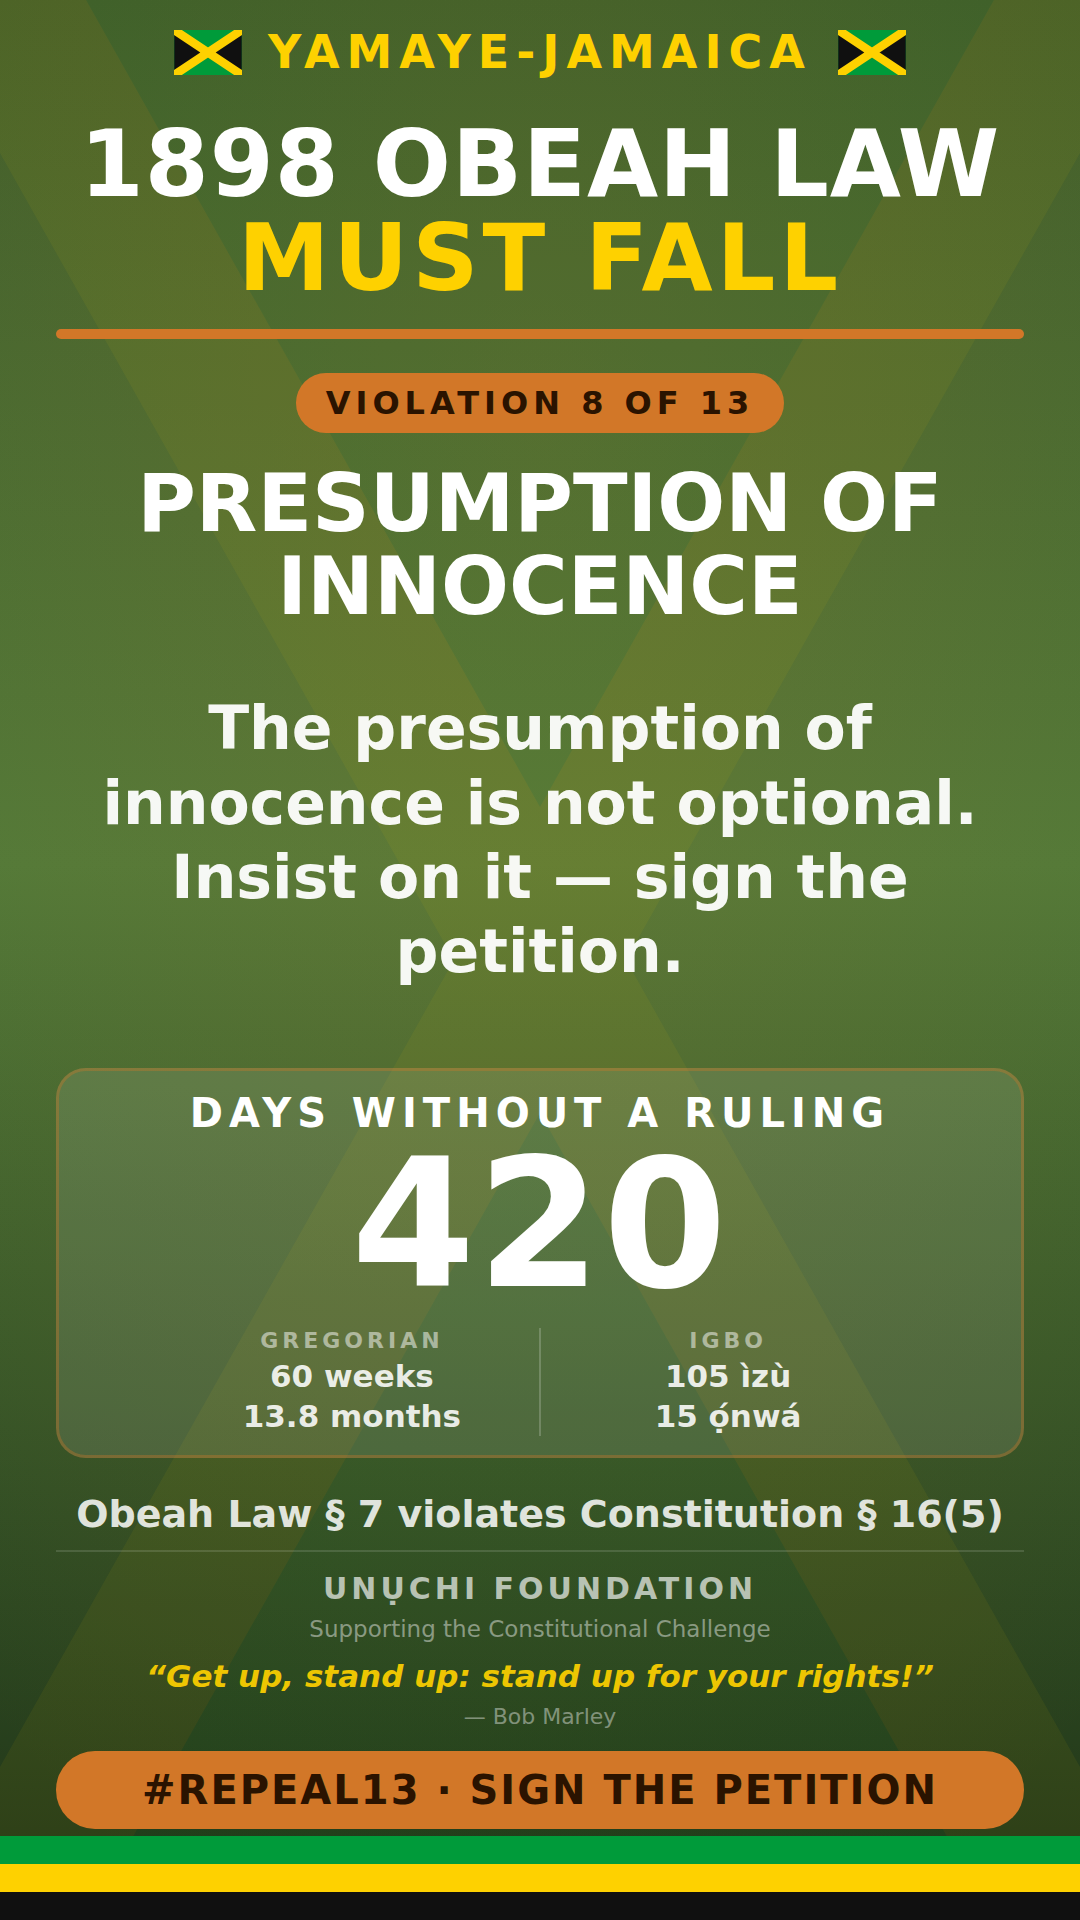 YAMAYE-JAMAICA
1898 OBEAH LAW
MUST FALL
VIOLATION 8 OF 13
PRESUMPTION OF
INNOCENCE
The presumption of
innocence is not optional.
Insist on it — sign the
petition.
DAYS WITHOUT A RULING
420
GREGORIAN
60 weeks
13.8 months
IGBO
105 ìzù
15 ọ́nwá
Obeah Law § 7 violates Constitution § 16(5)
UNỤCHI FOUNDATION
Supporting the Constitutional Challenge
“Get up, stand up: stand up for your rights!”
— Bob Marley
#REPEAL13 · SIGN THE PETITION